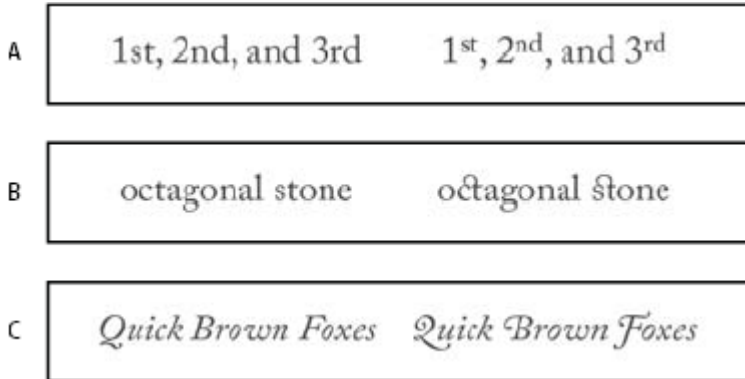 A 1st, 2nd, and 3rd 1ˢᵗ, 2ⁿᵈ, and 3ʳᵈ
B octagonal stone octagonal stone
C Quick Brown Foxes Quick Brown Foxes